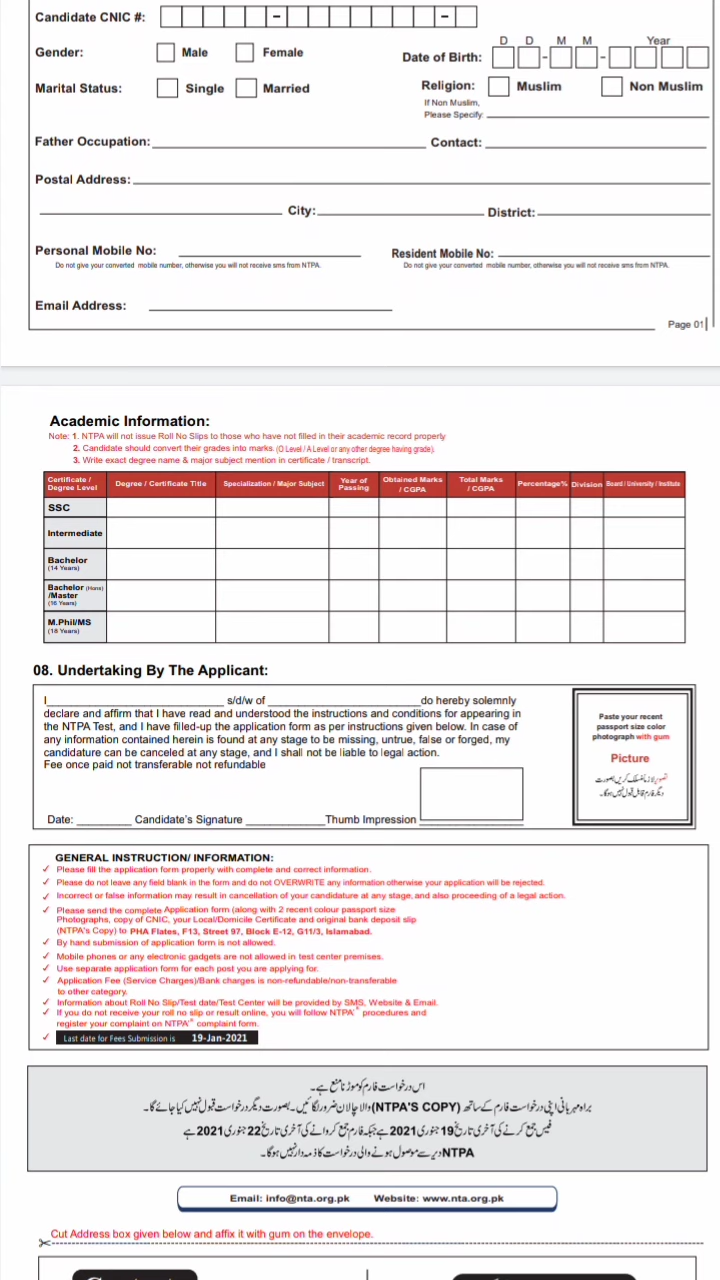 Candidate CNIC #: – –
D D M M Year
Gender: Male Female Date of Birth: - -
Marital Status: Single Married Religion: Muslim Non Muslim
If Non Muslim,
Please Specify:
Father Occupation: Contact:
Postal Address:
City: District:
Personal Mobile No: Resident Mobile No:
Do not give your converted mobile number, otherwise you will not receive sms from NTPA. Do not give your converted mobile number, otherwise you will not receive sms from NTPA.
Email Address:
Page 01
Academic Information:
Note: 1. NTPA will not issue Roll No Slips to those who have not filled in their academic record properly
2. Candidate should convert their grades into marks. (O Level / A Level or any other degree having grade).
3. Write exact degree name & major subject mention in certificate / transcript.
Certificate / Degree Level Degree / Certificate Title Specialization / Major Subject Year of Passing Obtained Marks / CGPA Total Marks / CGPA Percentage% Division Board / University / Institute
SSC
Intermediate
Bachelor
(14 Years)
Bachelor (Hons)
/Master
(16 Years)
M.Phil/MS
(18 Years)
08. Undertaking By The Applicant:
I s/d/w of do hereby solemnly
declare and affirm that I have read and understood the instructions and conditions for appearing in
the NTPA Test, and I have filled-up the application form as per instructions given below. In case of
any information contained herein is found at any stage to be missing, untrue, false or forged, my
candidature can be canceled at any stage, and I shall not be liable to legal action.
Fee once paid not transferable not refundable
Date: Candidate's Signature Thumb Impression
Paste your recent
passport size color
photograph with gum
Picture
تصویر لازماً منسلک کریں بصورت
دیگر فارم قابل قبول نہیں ہوگا۔
GENERAL INSTRUCTION/ INFORMATION:
✓ Please fill the application form properly with complete and correct information.
✓ Please do not leave any field blank in the form and do not OVERWRITE any information otherwise your application will be rejected.
✓ Incorrect or false information may result in cancellation of your candidature at any stage, and also proceeding of a legal action.
✓ Please send the complete Application form (along with 2 recent colour passport size
Photographs, copy of CNIC, your Local/Domicile Certificate and original bank deposit slip
(NTPA's Copy) to PHA Flates, F13, Street 97, Block E-12, G11/3, Islamabad.
✓ By hand submission of application form is not allowed.
✓ Mobile phones or any electronic gadgets are not allowed in test center premises.
✓ Use separate application form for each post you are applying for.
✓ Application Fee (Service Charges)/Bank charges is non-refundable/non-transferable
to other category.
✓ Information about Roll No Slip/Test date/Test Center will be provided by SMS, Website & Email.
✓ If you do not receive your roll no slip or result online, you will follow NTPA'ˢ procedures and
register your complaint on NTPA'ˢ complaint form.
✓ Last date for Fees Submission is 19-Jan-2021
اس درخواست فارم کو موڑنا منع ہے۔
براہ مہربانی اپنی درخواست فارم کے ساتھ (NTPA'S COPY) والا چالان ضرور لگائیں۔ بصورت دیگر درخواست قبول نہیں کیا جائے گا۔
فیس جمع کرنے کی آخری تاریخ 19 جنوری 2021 ہے جبکہ فارم جمع کروانے کی آخری تاریخ 22 جنوری 2021 ہے
NTPA دیر سے موصول ہونے والی درخواست کا ذمہ دار نہیں ہوگا۔
Email: info@nta.org.pk Website: www.nta.org.pk
Cut Address box given below and affix it with gum on the envelope.